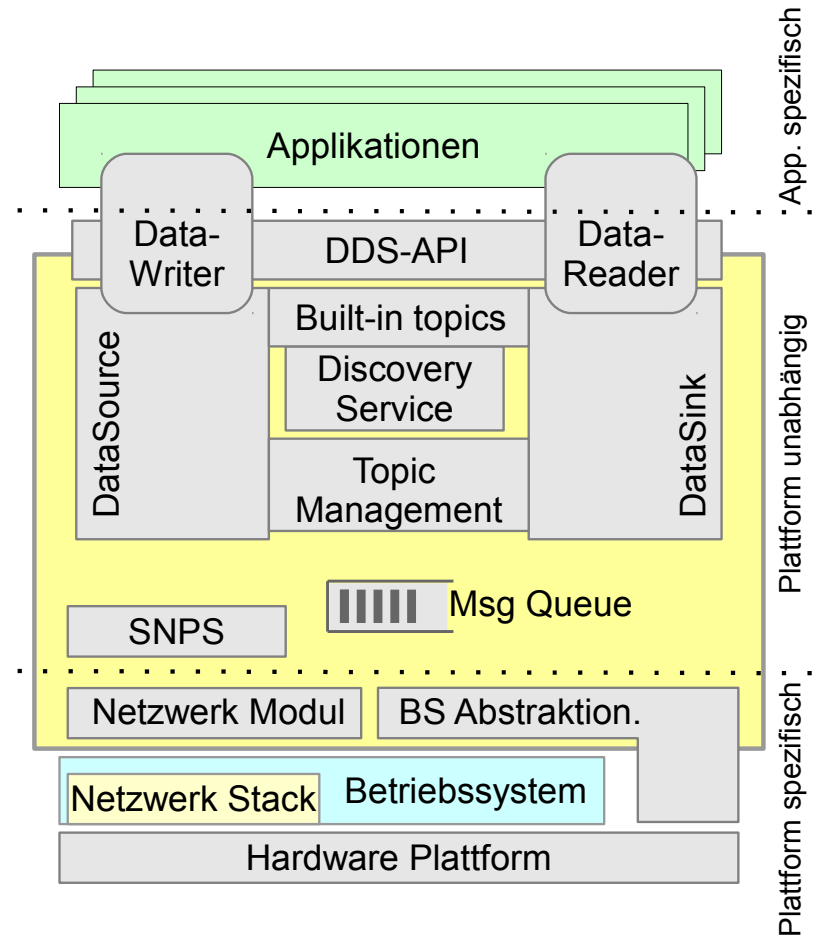 App. spezifisch
Applikationen
Data-
Writer
DDS-API
Data-
Reader
Built-in topics
Discovery
Service
DataSource
DataSink
Topic
Management
Plattform unabhängig
Msg Queue
SNPS
Netzwerk Modul
BS Abstraktion.
Netzwerk Stack
Betriebssystem
Hardware Plattform
Plattform spezifisch